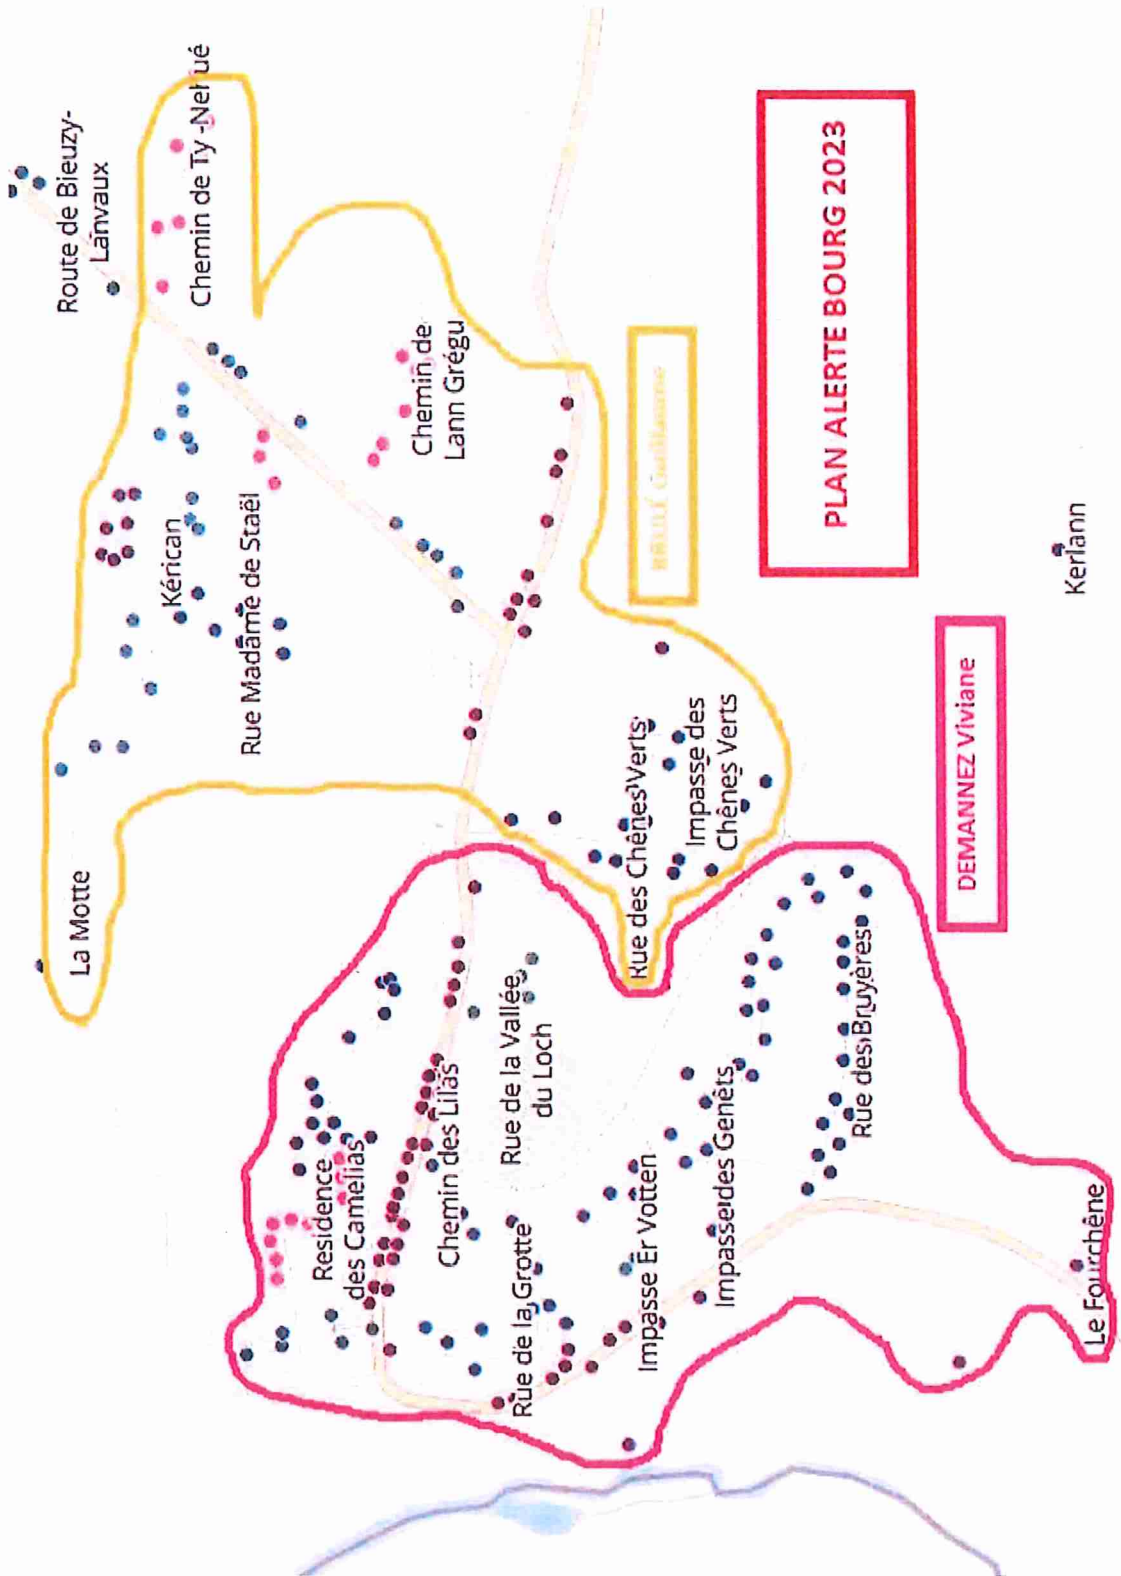 Route de Bieuzy-
Lanvaux
Chemin de Ty -Nehué
La Motte
Kérican
Rue Madame de Staël
Chemin de
Lann Grégu
Guillaume
PLAN ALERTE BOURG 2023
Rue des Chênes Verts
Impasse des
Chênes Verts
Kerlann
DEMANNEZ Viviane
Residence
des Camelias
Chemin des Lilas
Rue de la Vallée
du Loch
Rue de la Grotte
Impasse Er Votten
Impasse des Genêts
Rue des Bruyères
Le Fourchêne